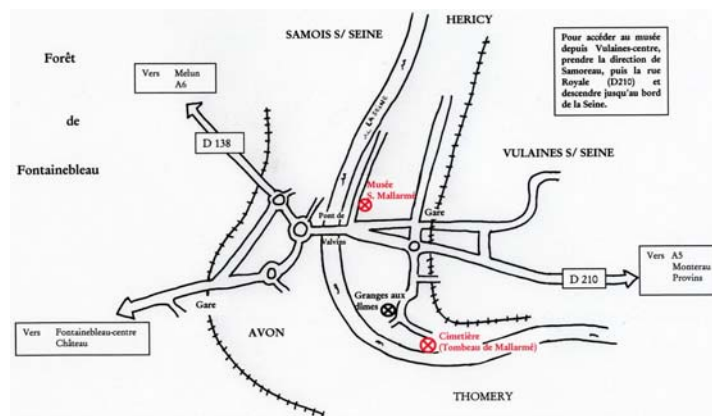 HERICY
SAMOIS S/ SEINE
Forêt
de
Fontainebleau
Vers Melun
A6
D 138
LA SEINE
Pour accéder au musée
depuis Vulaines-centre,
prendre la direction de
Samoreau, puis la rue
Royale (D210) et
descendre jusqu'au bord
de la Seine.
VULAINES S/ SEINE
Musée
S. Mallarmé
Pont de
Valvins
Gare
Vers A5
Monterau
Provins
D 210
Gare
Granges aux
dîmes
Vers Fontainebleau-centre
Château
AVON
Cimetière
(Tombeau de Mallarmé)
THOMERY